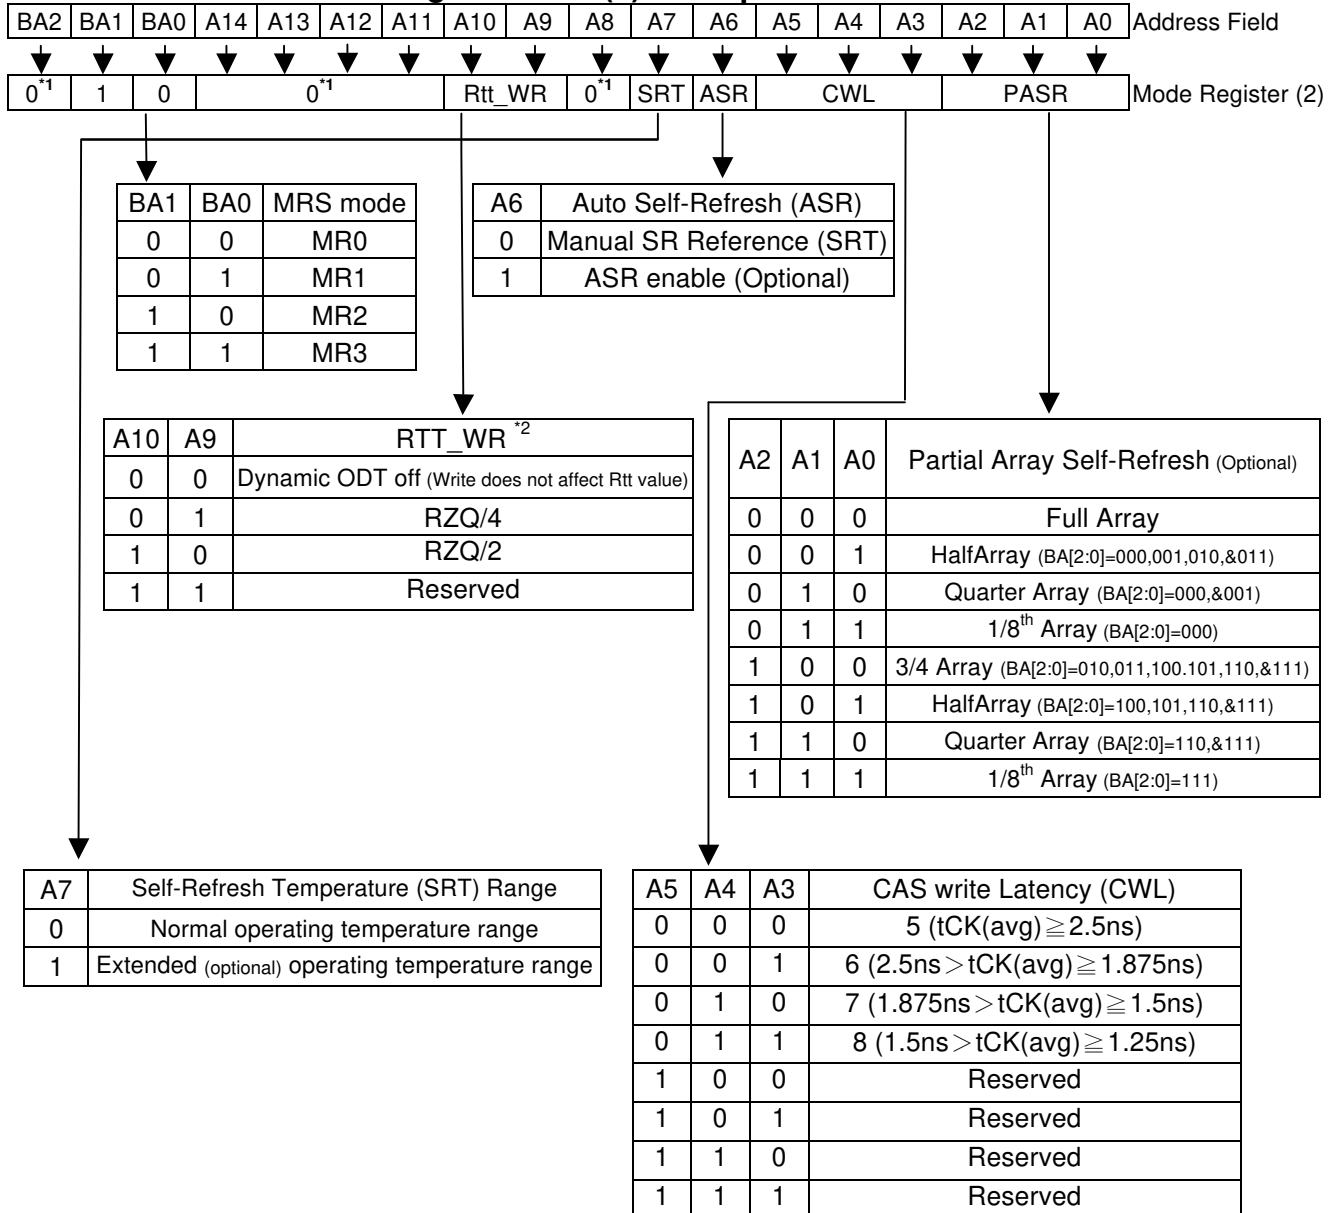 BA2 BA1 BA0 A14 A13 A12 A11 A10 A9 A8 A7 A6 A5 A4 A3 A2 A1 A0 Address Field
0*1 1 0 0*1 Rtt_WR 0*1 SRT ASR CWL PASR Mode Register (2)
BA1 BA0 MRS mode
0 0 MR0
0 1 MR1
1 0 MR2
1 1 MR3
A6 Auto Self-Refresh (ASR)
0 Manual SR Reference (SRT)
1 ASR enable (Optional)
A10 A9 RTT_WR *2
0 0 Dynamic ODT off (Write does not affect Rtt value)
0 1 RZQ/4
1 0 RZQ/2
1 1 Reserved
A2 A1 A0 Partial Array Self-Refresh (Optional)
0 0 0 Full Array
0 0 1 HalfArray (BA[2:0]=000,001,010,&011)
0 1 0 Quarter Array (BA[2:0]=000,&001)
0 1 1 1/8th Array (BA[2:0]=000)
1 0 0 3/4 Array (BA[2:0]=010,011,100.101,110,&111)
1 0 1 HalfArray (BA[2:0]=100,101,110,&111)
1 1 0 Quarter Array (BA[2:0]=110,&111)
1 1 1 1/8th Array (BA[2:0]=111)
A7 Self-Refresh Temperature (SRT) Range
0 Normal operating temperature range
1 Extended (optional) operating temperature range
A5 A4 A3 CAS write Latency (CWL)
0 0 0 5 (tCK(avg)≧2.5ns)
0 0 1 6 (2.5ns>tCK(avg)≧1.875ns)
0 1 0 7 (1.875ns>tCK(avg)≧1.5ns)
0 1 1 8 (1.5ns>tCK(avg)≧1.25ns)
1 0 0 Reserved
1 0 1 Reserved
1 1 0 Reserved
1 1 1 Reserved